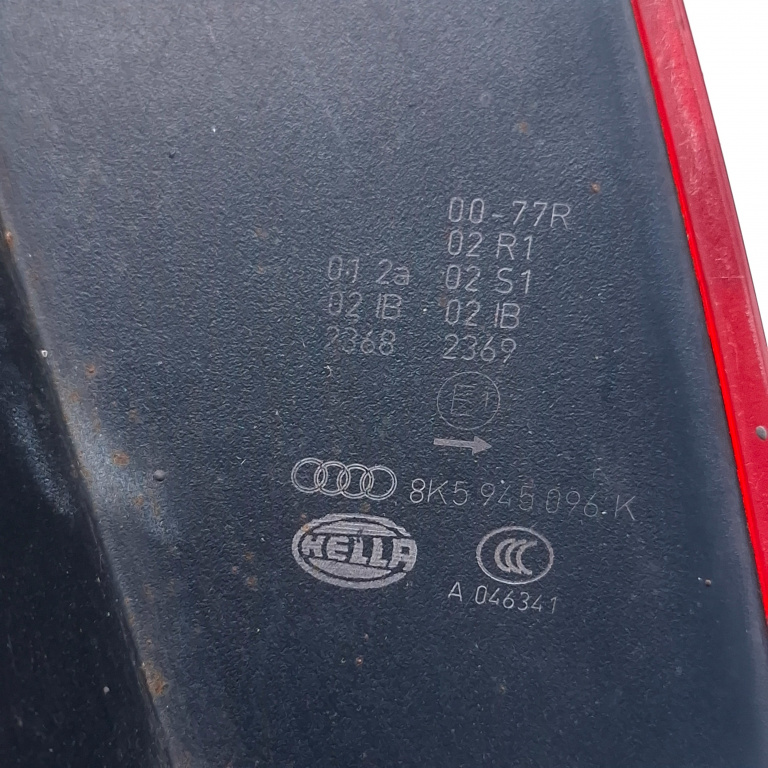 00-77R
02 R1
01 2a 02 S1
02 IB 02 IB
2368 2369
E1
8K5 945 096 K
HELLA
CCC
A 046341